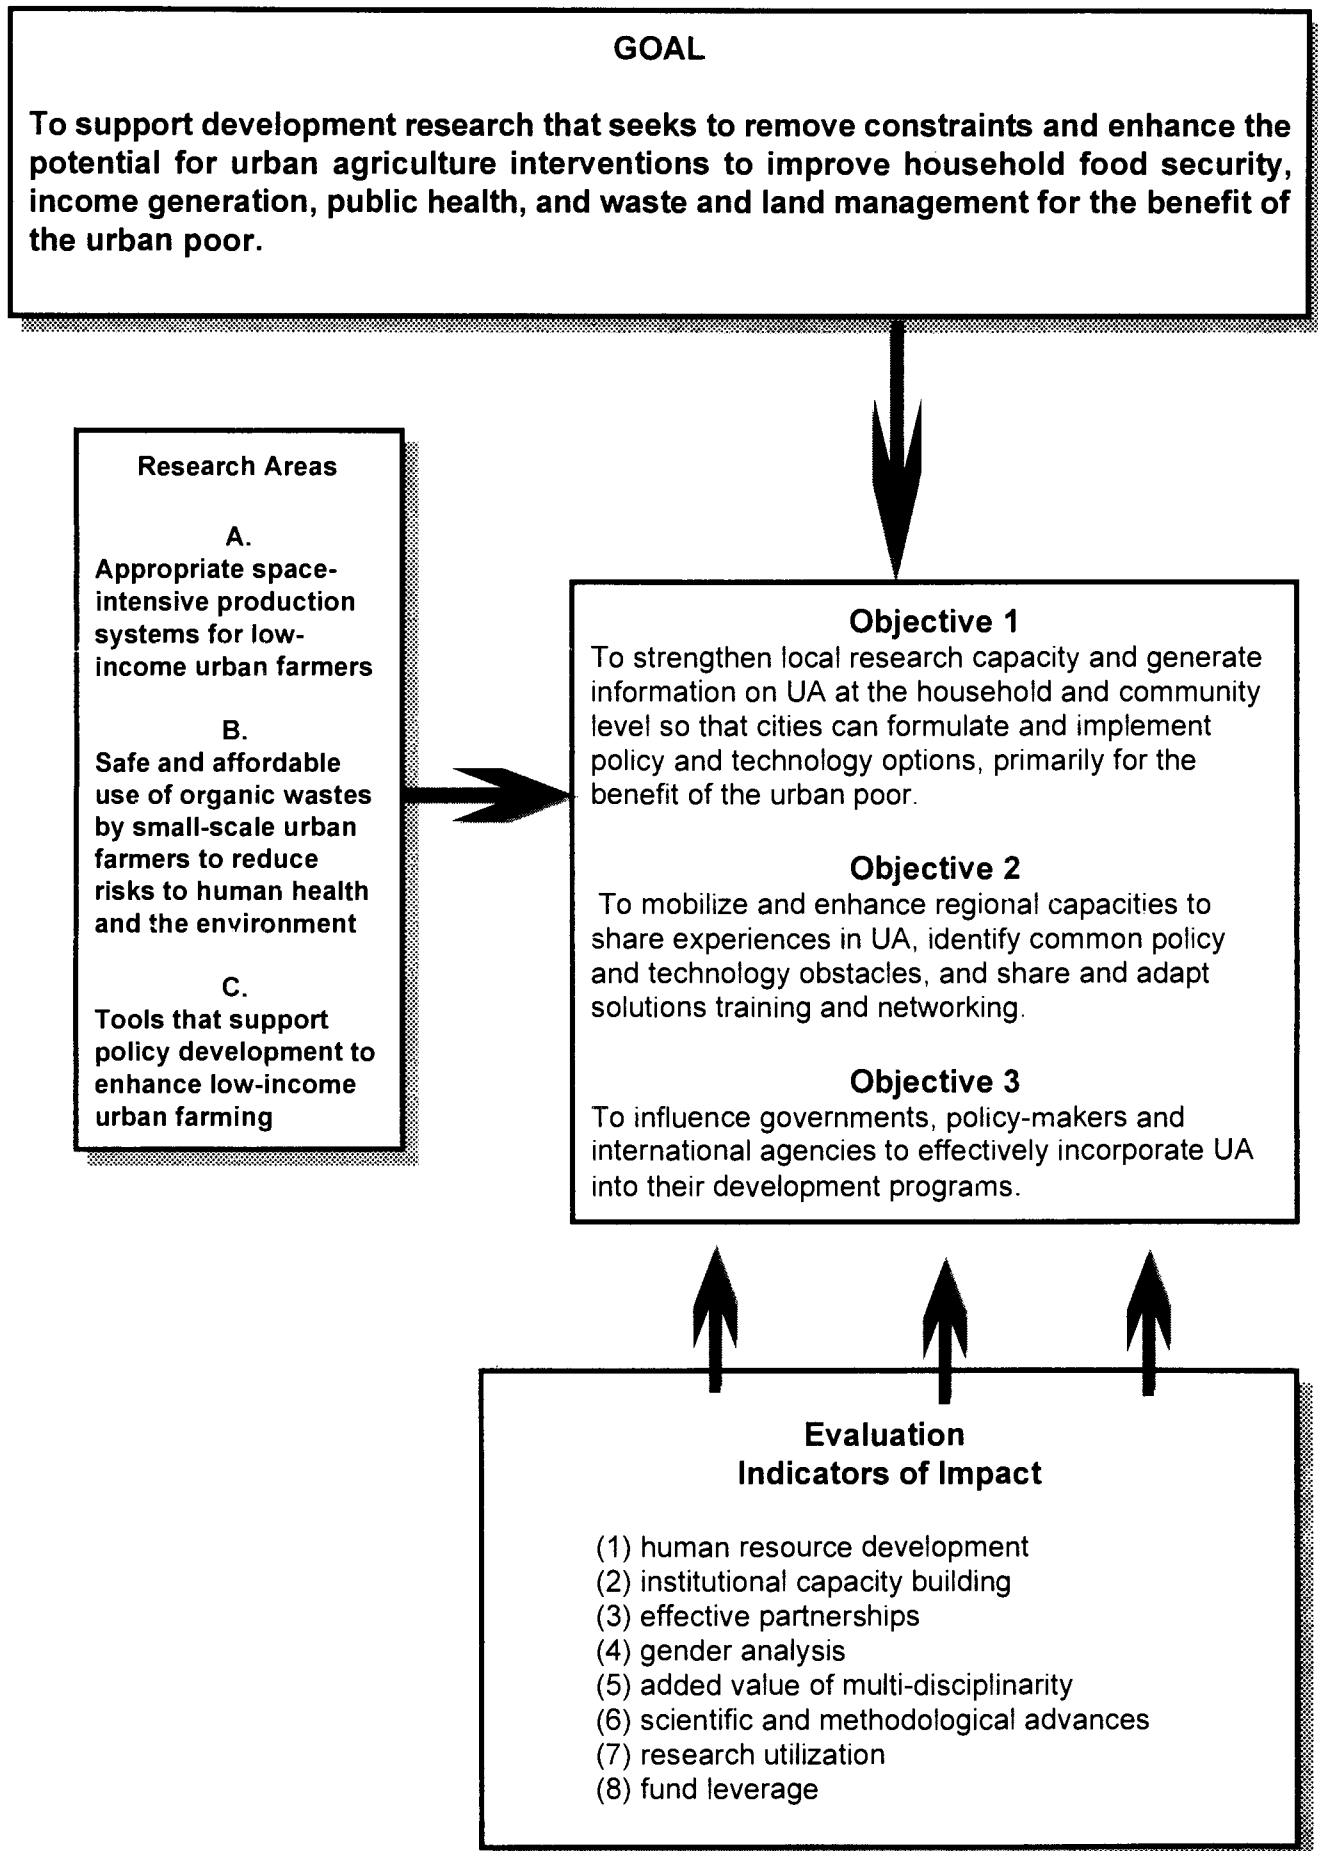 GOAL
To support development research that seeks to remove constraints and enhance the
potential for urban agriculture interventions to improve household food security,
income generation, public health, and waste and land management for the benefit of
the urban poor.
Research Areas
A.
Appropriate space-
intensive production
systems for low-
income urban farmers
B.
Safe and affordable
use of organic wastes
by small-scale urban
farmers to reduce
risks to human health
and the environment
C.
Tools that support
policy development to
enhance low-income
urban farming
Objective 1
To strengthen local research capacity and generate
information on UA at the household and community
level so that cities can formulate and implement
policy and technology options, primarily for the
benefit of the urban poor.
Objective 2
To mobilize and enhance regional capacities to
share experiences in UA, identify common policy
and technology obstacles, and share and adapt
solutions training and networking.
Objective 3
To influence governments, policy-makers and
international agencies to effectively incorporate UA
into their development programs.
Evaluation
Indicators of Impact
(1) human resource development
(2) institutional capacity building
(3) effective partnerships
(4) gender analysis
(5) added value of multi-disciplinarity
(6) scientific and methodological advances
(7) research utilization
(8) fund leverage